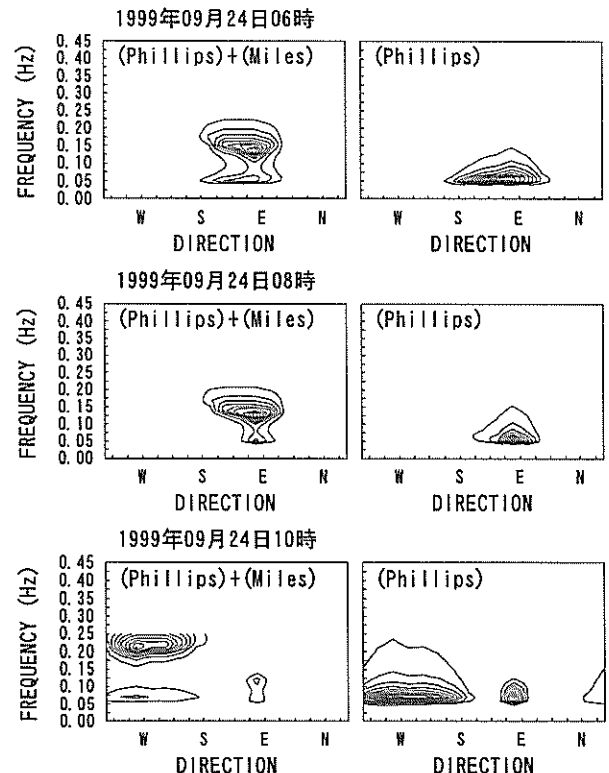 1999年09月24日06時
(Phillips)+(Miles) (Phillips)
FREQUENCY (Hz)
0.45
0.40
0.35
0.30
0.25
0.20
0.15
0.10
0.05
0.00
W S E N W S E N
DIRECTION DIRECTION
1999年09月24日08時
(Phillips)+(Miles) (Phillips)
FREQUENCY (Hz)
0.45
0.40
0.35
0.30
0.25
0.20
0.15
0.10
0.05
0.00
W S E N W S E N
DIRECTION DIRECTION
1999年09月24日10時
(Phillips)+(Miles) (Phillips)
FREQUENCY (Hz)
0.45
0.40
0.35
0.30
0.25
0.20
0.15
0.10
0.05
0.00
W S E N W S E N
DIRECTION DIRECTION